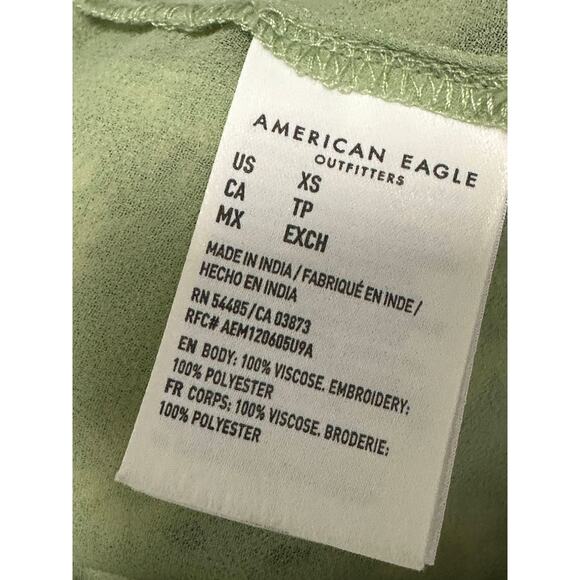 AMERICAN EAGLE
OUTFITTERS
US XS
CA TP
MX EXCH
MADE IN INDIA / FABRIQUÉ EN INDE /
HECHO EN INDIA
RN 54485/CA 03873
RFC# AEM120605U9A
EN BODY: 100% VISCOSE. EMBROIDERY:
100% POLYESTER
FR CORPS: 100% VISCOSE. BRODERIE:
100% POLYESTER